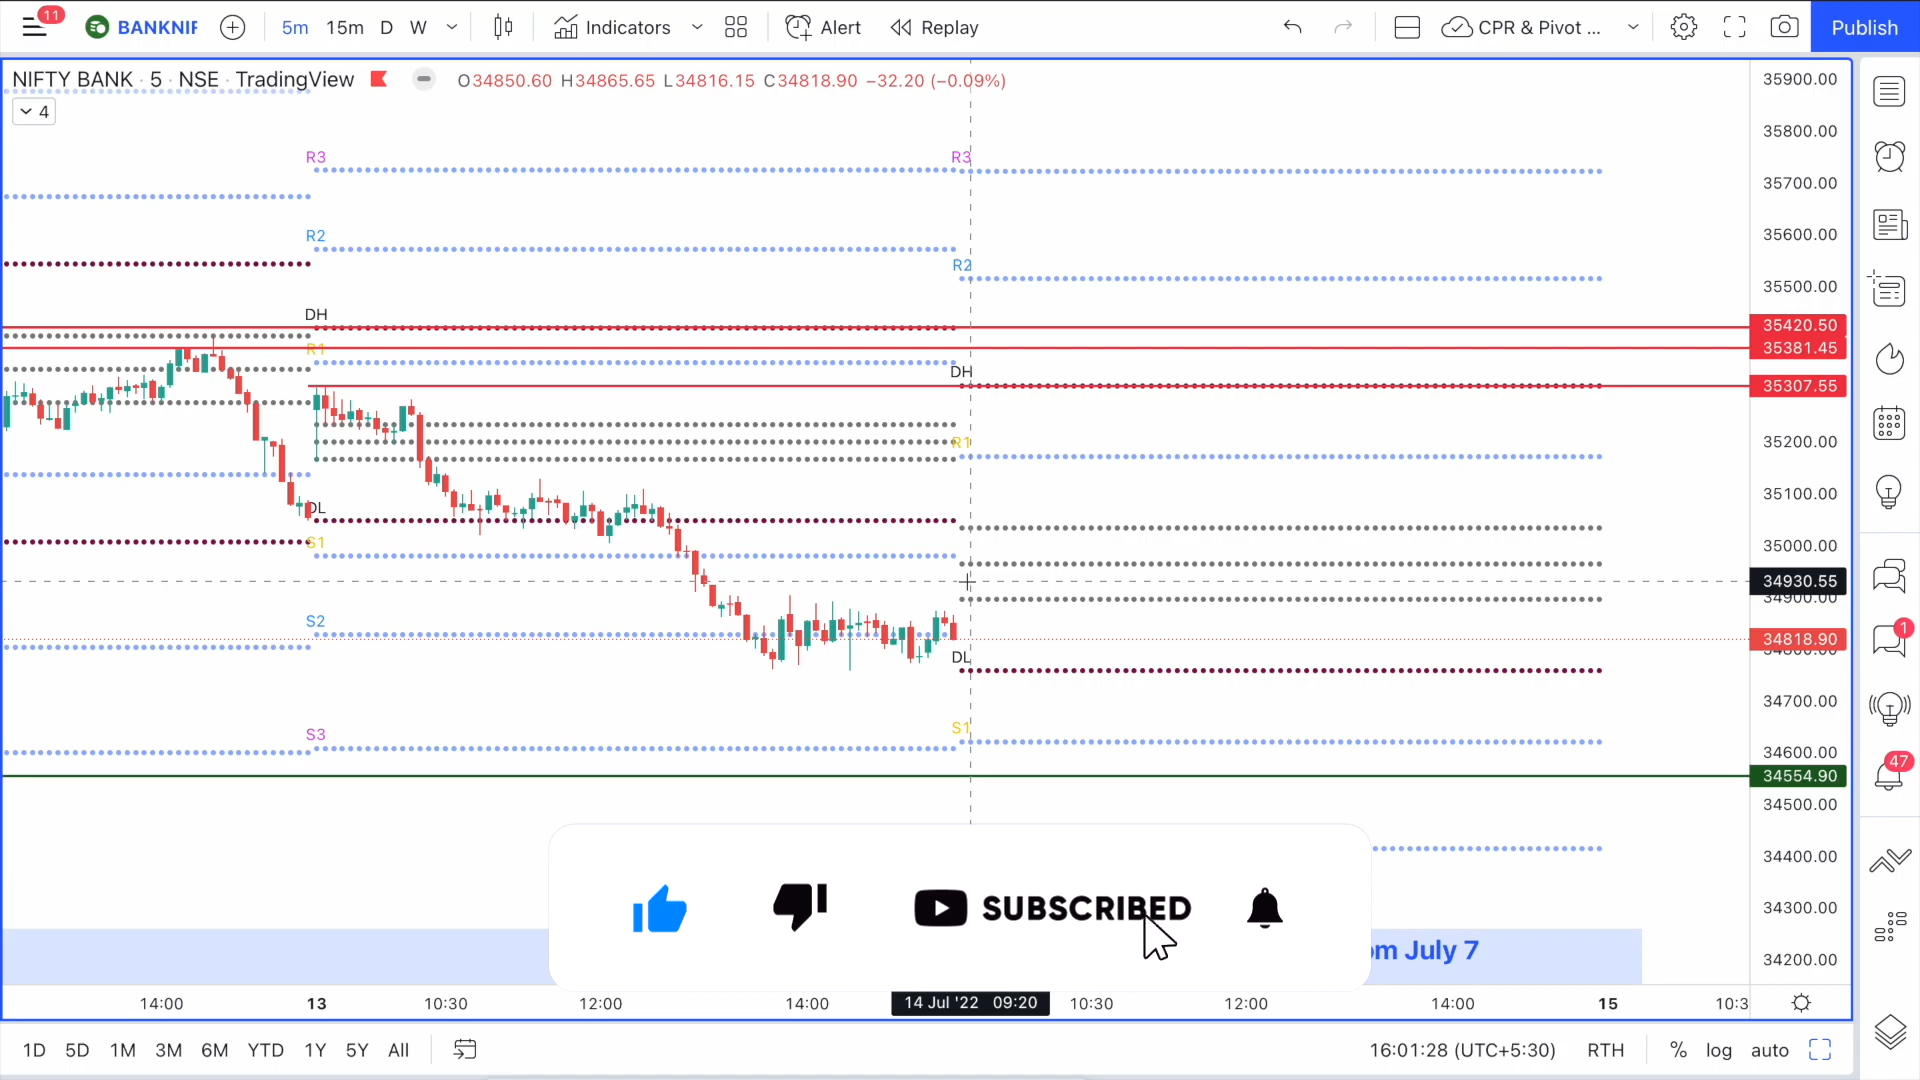 11
BANKNIF
5m 15m D W
Indicators
Alert
Replay
CPR & Pivot ...
Publish
NIFTY BANK · 5 · NSE · TradingView
O34850.60 H34865.65 L34816.15 C34818.90 −32.20 (−0.09%)
4
35900.00
35800.00
R3
R3
35700.00
R2
35600.00
R2
35500.00
DH
35420.50
R1
35381.45
DH
35307.55
R1
35200.00
35100.00
DL
S1
35000.00
34930.55
34900.00
S2
34818.90
34800.00
DL
34700.00
S1
S3
34600.00
34554.90
34500.00
34400.00
34300.00
34200.00
1
47
SUBSCRIBED
om July 7
14:00 13 10:30 12:00 14:00 14 Jul '22 09:20 10:30 12:00 14:00 15 10:3
1D 5D 1M 3M 6M YTD 1Y 5Y All
16:01:28 (UTC+5:30) RTH % log auto